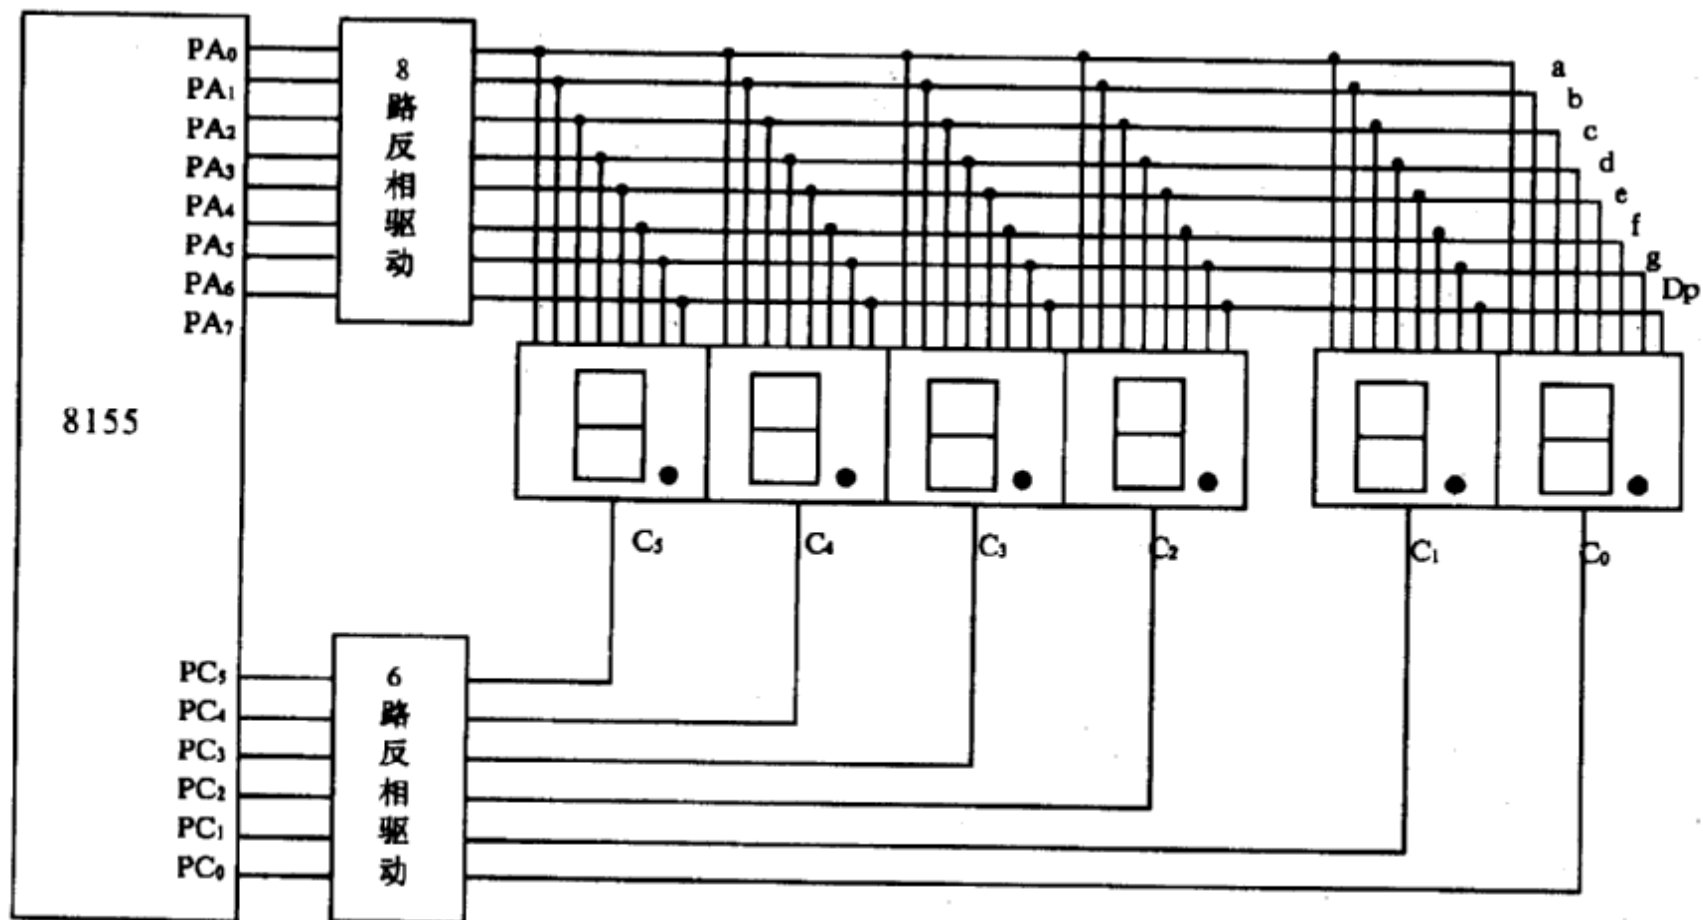 PA₀
PA₁
PA₂
PA₃
PA₄
PA₅
PA₆
PA₇
8路反相驱动
a
b
c
d
e
f
g
Dp
8155
C₅
C₄
C₃
C₂
C₁
C₀
PC₅
PC₄
PC₃
PC₂
PC₁
PC₀
6路反相驱动